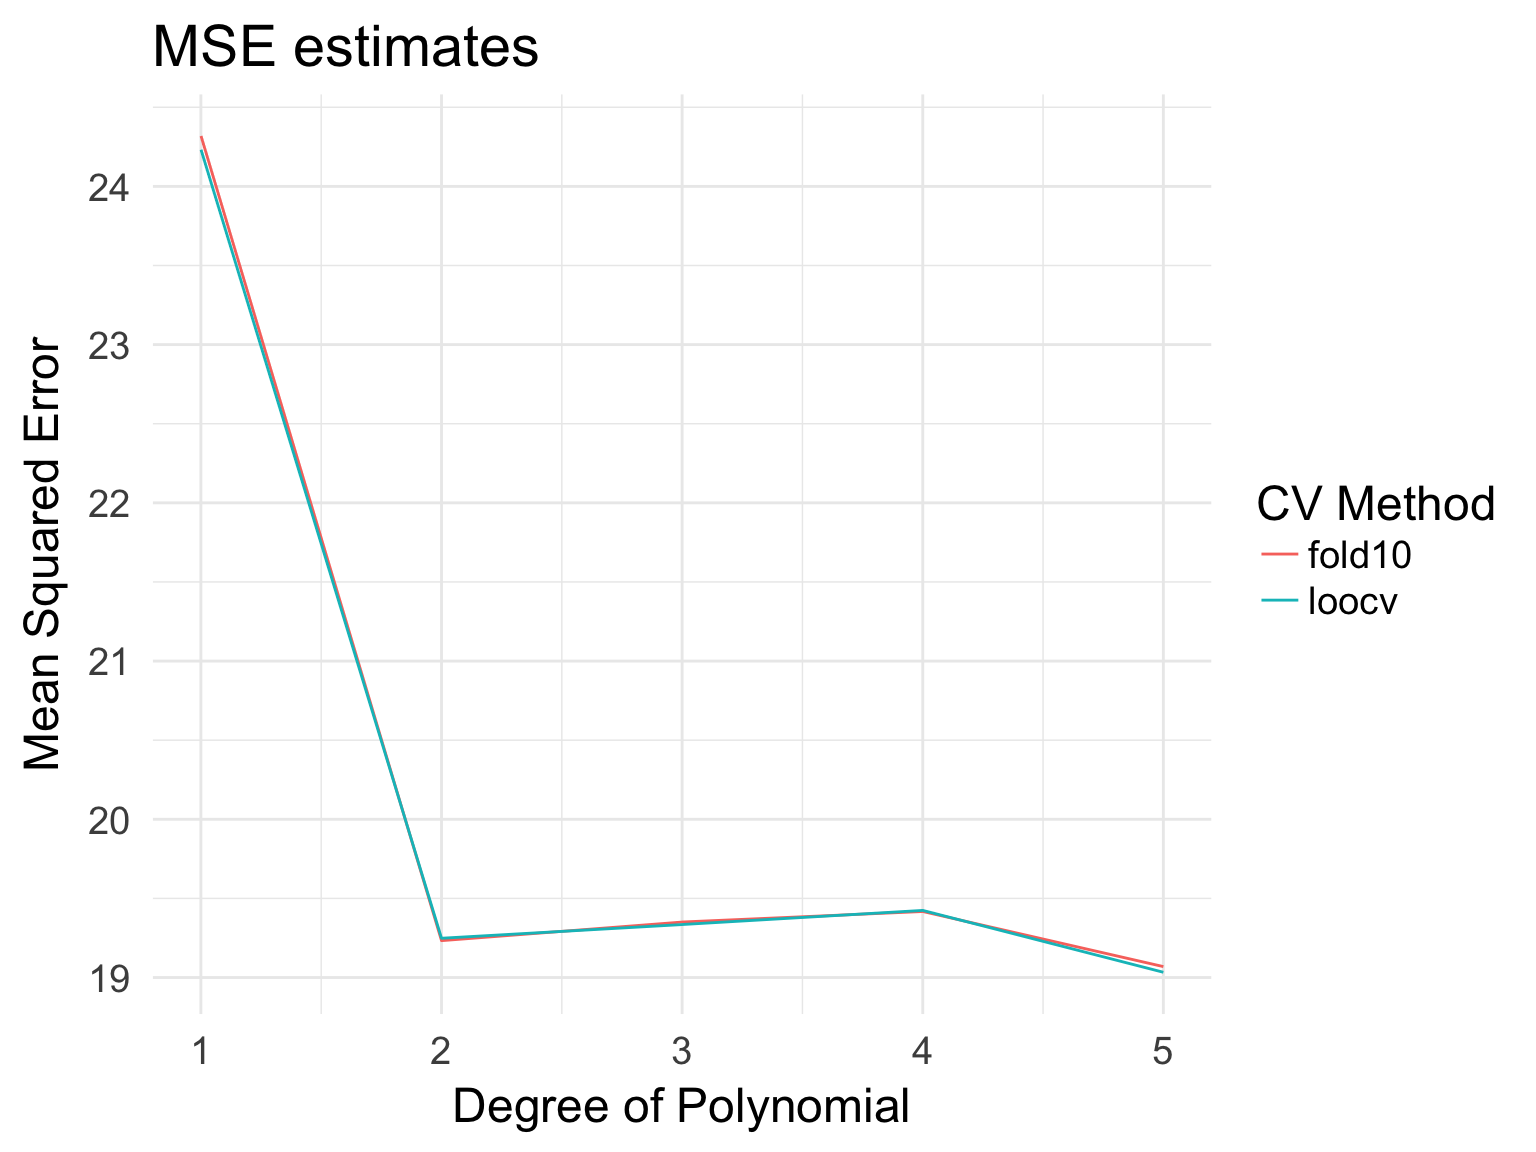 MSE estimates
24
23
22
21
20
19
Mean Squared Error
1 2 3 4 5
Degree of Polynomial
CV Method
fold10
loocv